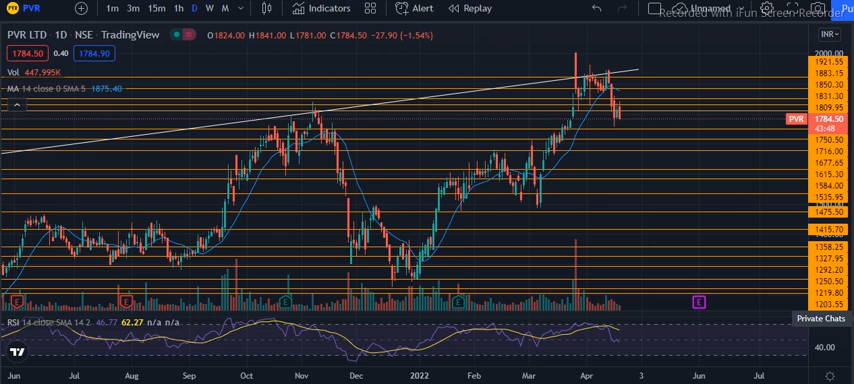 PVR 1m 3m 15m 1h D W M Indicators Alert Replay Unnamed Pu
Recorded with iFun Screen Recorder
PVR LTD · 1D · NSE · TradingView O1824.00 H1841.00 L1781.00 C1784.50 −27.90 (−1.54%) INR
1784.50 0.40 1784.90
Vol 447.995K
MA 14 close 0 SMA 5 1875.40
2000.00
1921.55
1883.15
1850.30
1831.30
1809.95
PVR 1784.50
43:48
1750.50
1716.00
1677.65
1615.30
1584.00
1535.95
1475.50
1415.70
1358.25
1327.95
1292.20
1250.50
1219.80
1203.55
E E E E E
Private Chats
RSI 14 close SMA 14 2 46.77 62.27 n/a n/a
40.00
Jun Jul Aug Sep Oct Nov Dec 2022 Feb Mar Apr 3 Jun Jul